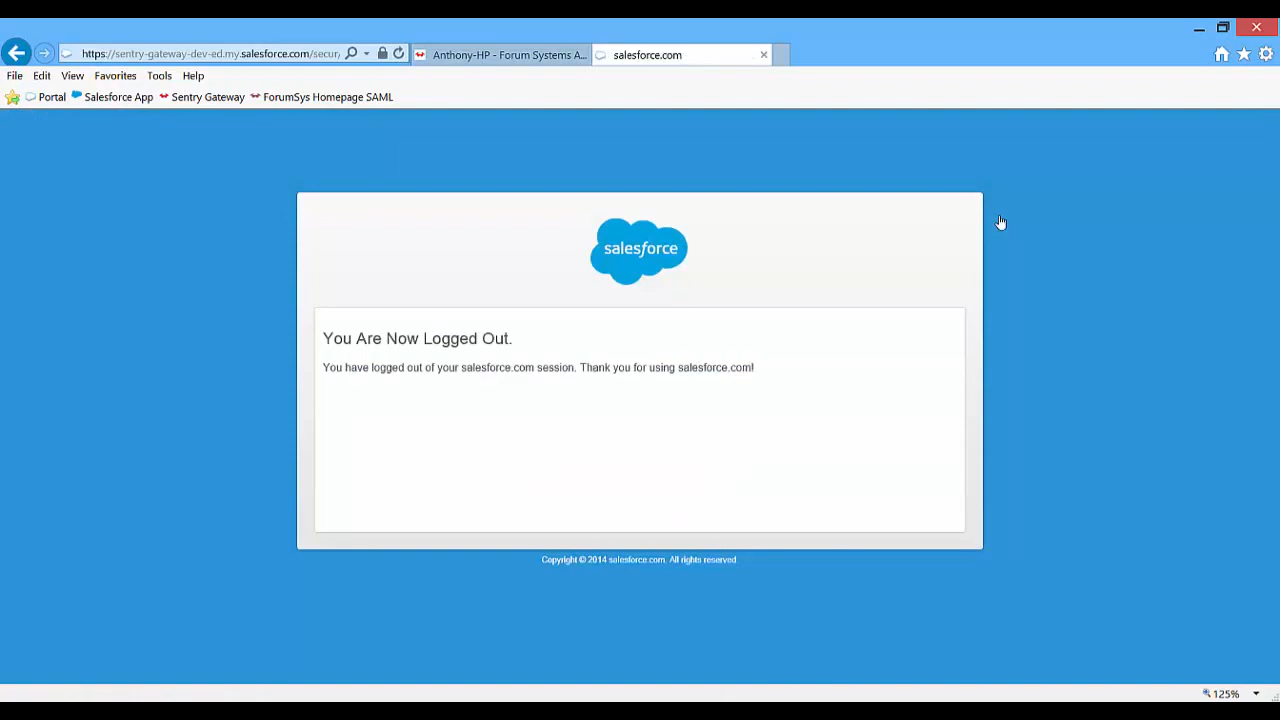 https://sentry-gateway-dev-ed.my.salesforce.com/secur
Anthony-HP - Forum Systems A...
salesforce.com
File Edit View Favorites Tools Help
Portal Salesforce App Sentry Gateway ForumSys Homepage SAML
salesforce
You Are Now Logged Out.
You have logged out of your salesforce.com session. Thank you for using salesforce.com!
Copyright © 2014 salesforce.com. All rights reserved
125%